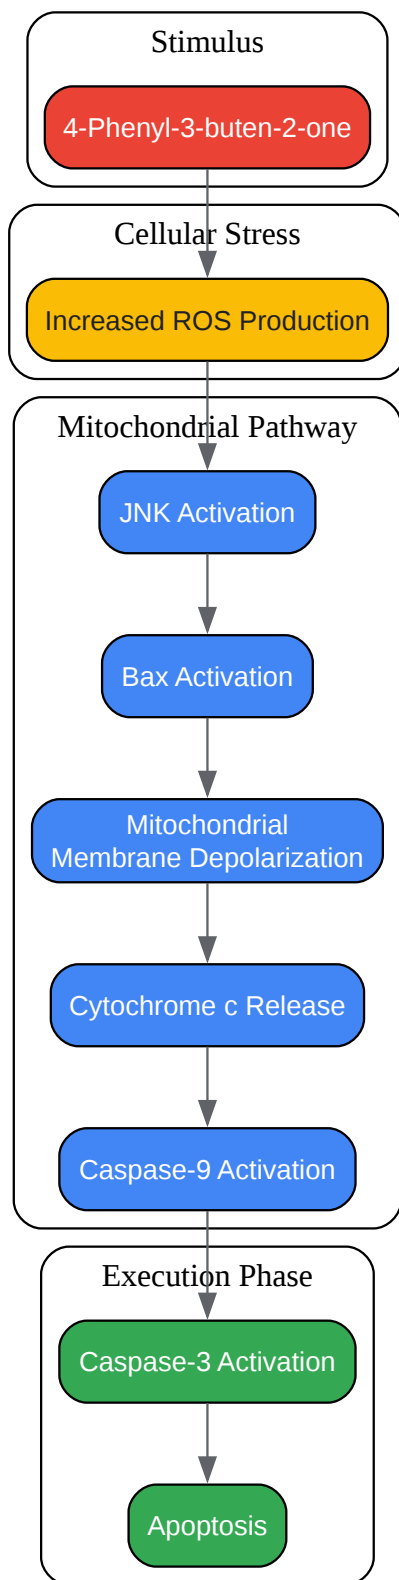 Stimulus
4-Phenyl-3-buten-2-one
Cellular Stress
Increased ROS Production
Mitochondrial Pathway
JNK Activation
Bax Activation
Mitochondrial
Membrane Depolarization
Cytochrome c Release
Caspase-9 Activation
Execution Phase
Caspase-3 Activation
Apoptosis